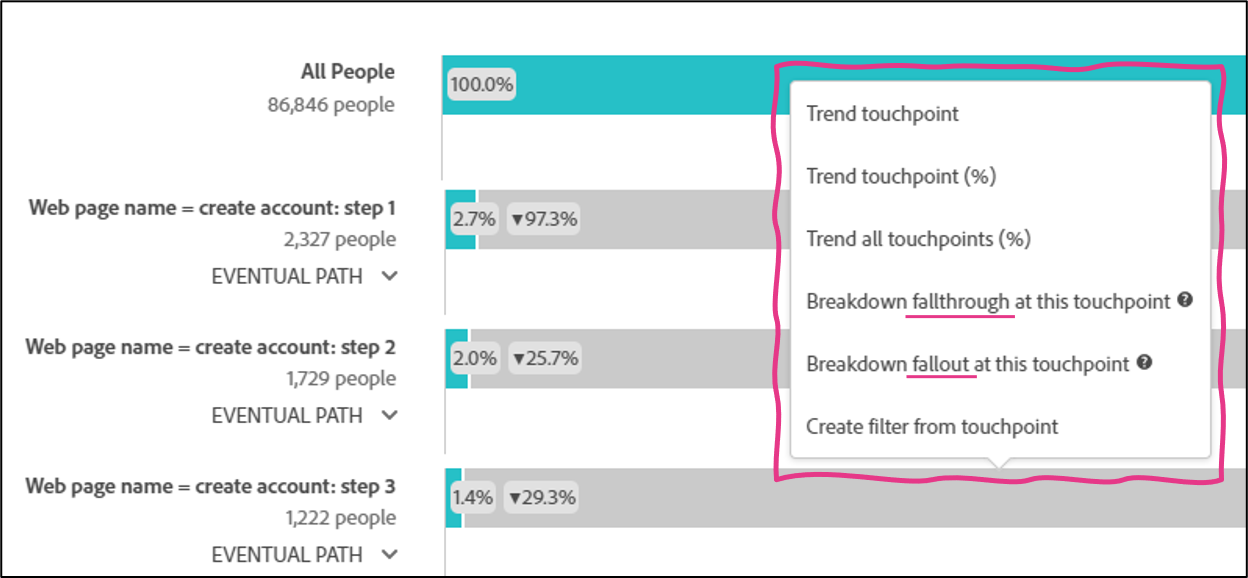 All People
86,846 people
100.0%
Web page name = create account: step 1
2,327 people
EVENTUAL PATH
2.7% ▼97.3%
Web page name = create account: step 2
1,729 people
EVENTUAL PATH
2.0% ▼25.7%
Web page name = create account: step 3
1,222 people
EVENTUAL PATH
1.4% ▼29.3%
Trend touchpoint
Trend touchpoint (%)
Trend all touchpoints (%)
Breakdown fallthrough at this touchpoint ?
Breakdown fallout at this touchpoint ?
Create filter from touchpoint